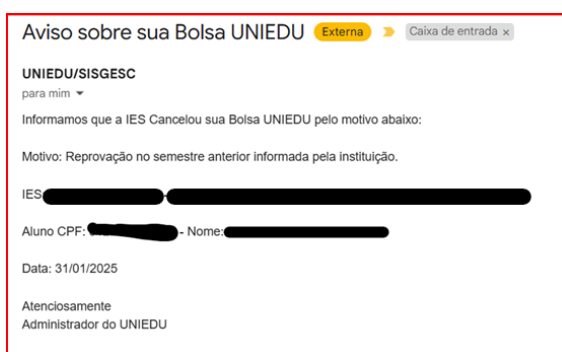 Aviso sobre sua Bolsa UNIEDU Externa Caixa de entrada x
UNIEDU/SISGESC
para mim
Informamos que a IES Cancelou sua Bolsa UNIEDU pelo motivo abaixo:
Motivo: Reprovação no semestre anterior informada pela instituição.
IES:
Aluno CPF: - Nome:
Data: 31/01/2025
Atenciosamente
Administrador do UNIEDU